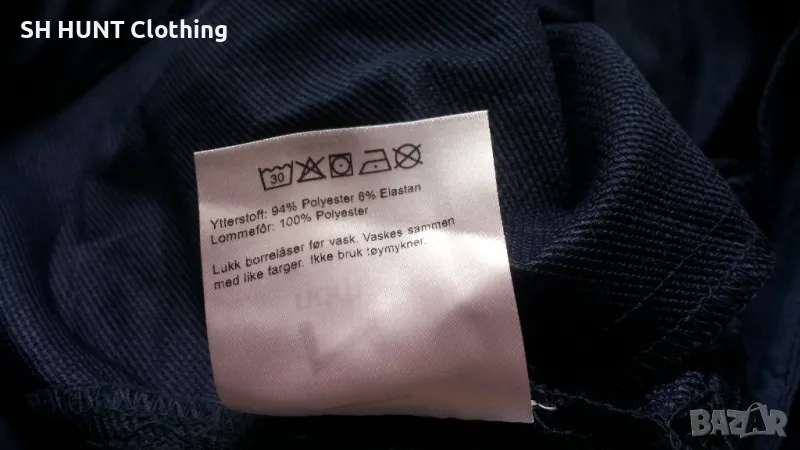 SH HUNT Clothing
30
Ytterstoff: 94% Polyester 6% Elastan
Lommefôr: 100% Polyester
Lukk borrelåser før vask. Vaskes sammen
med like farger. Ikke bruk tøymykner.
BAZAR